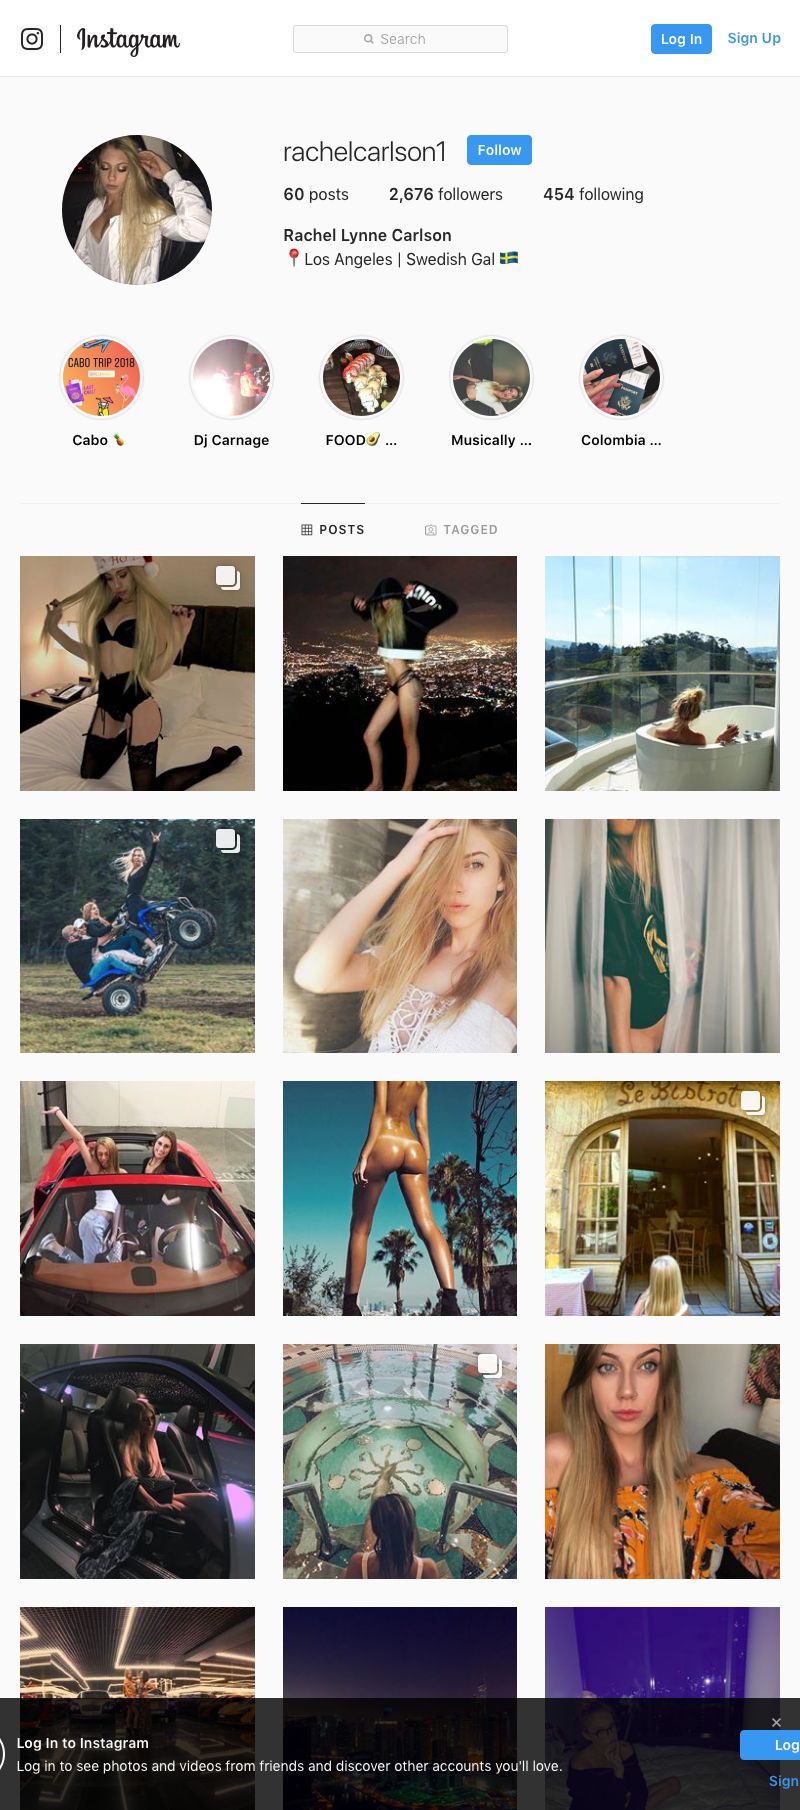 Instagram
Search
Log In
Sign Up
rachelcarlson1
Follow
60 posts 2,676 followers 454 following
Rachel Lynne Carlson
📍Los Angeles | Swedish Gal 🇸🇪
CABO TRIP 2018
Cabo 🍍
Dj Carnage
FOOD🥑 ...
Musically ...
PASSPORT
PASSPORT
Colombia ...
POSTS
TAGGED
HO
Le Bistrot
Log In to Instagram
Log in to see photos and videos from friends and discover other accounts you'll love.
Log
Sign